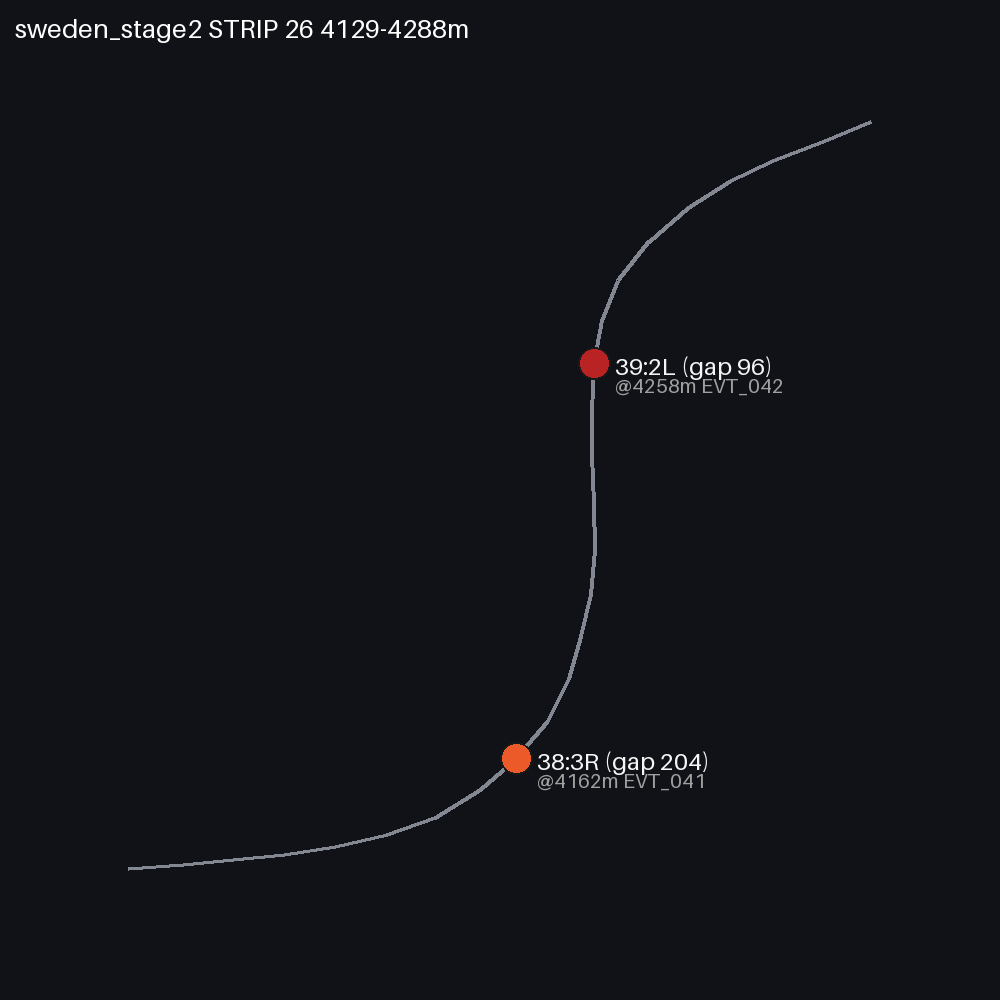 sweden_stage2 STRIP 26 4129-4288m
39:2L (gap 96)
@4258m EVT_042
38:3R (gap 204)
@4162m EVT_041